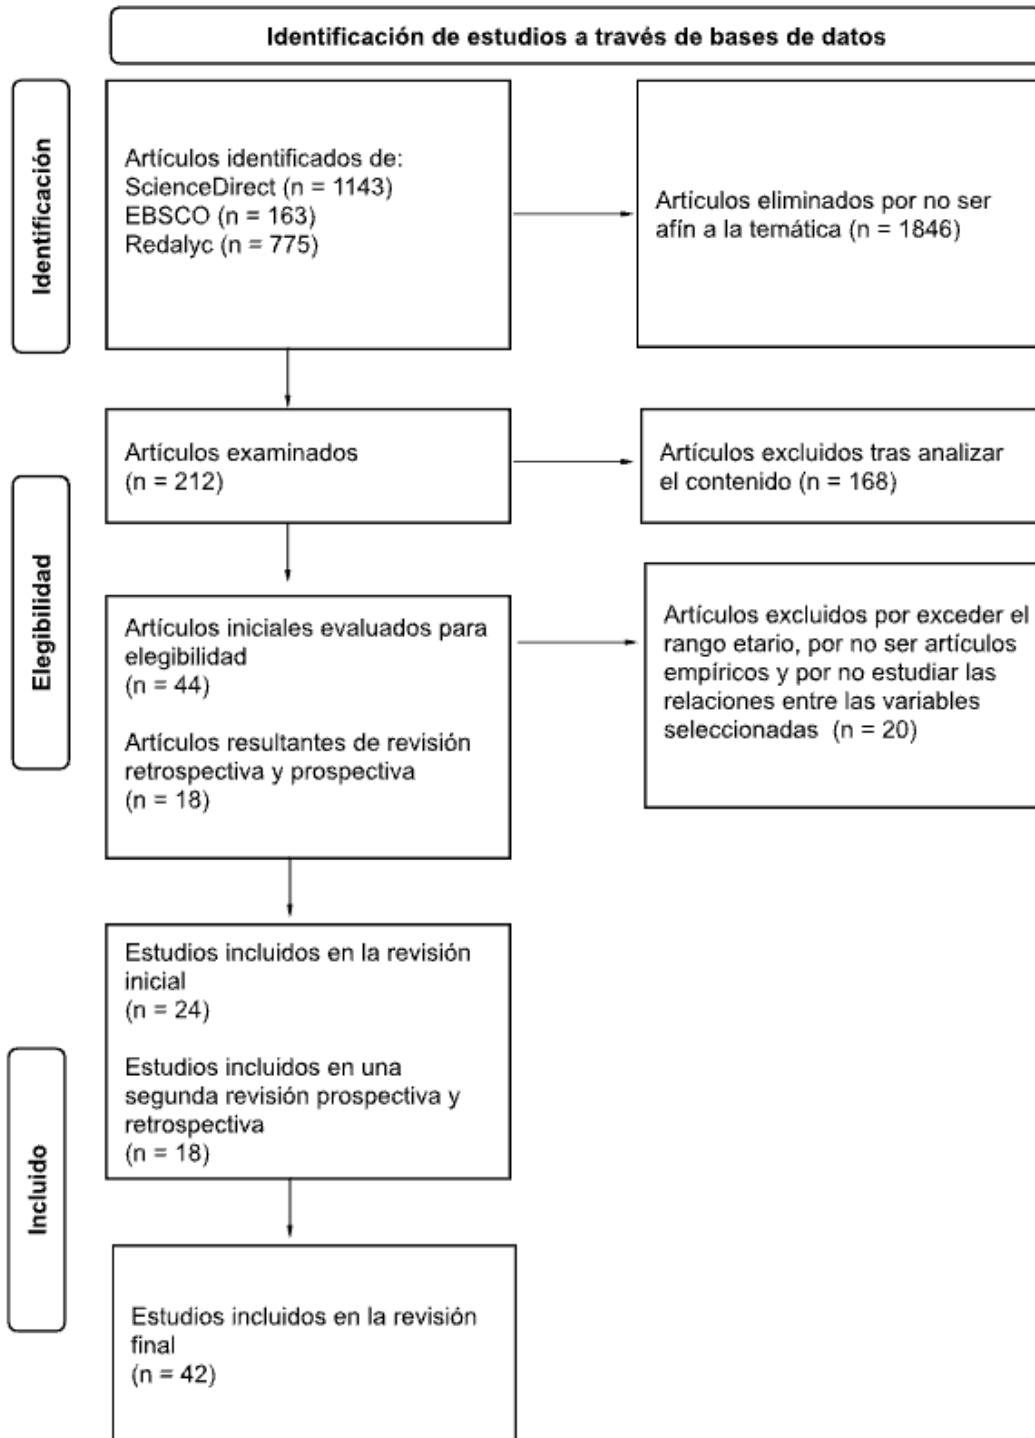 Identificación de estudios a través de bases de datos
Identificación
Artículos identificados de:
ScienceDirect (n = 1143)
EBSCO (n = 163)
Redalyc (n = 775)
Artículos eliminados por no ser
afín a la temática (n = 1846)
Elegibilidad
Artículos examinados
(n = 212)
Artículos excluidos tras analizar
el contenido (n = 168)
Artículos iniciales evaluados para
elegibilidad
(n = 44)
Artículos resultantes de revisión
retrospectiva y prospectiva
(n = 18)
Artículos excluidos por exceder el
rango etario, por no ser artículos
empíricos y por no estudiar las
relaciones entre las variables
seleccionadas (n = 20)
Incluido
Estudios incluidos en la revisión
inicial
(n = 24)
Estudios incluidos en una
segunda revisión prospectiva y
retrospectiva
(n = 18)
Estudios incluidos en la revisión
final
(n = 42)